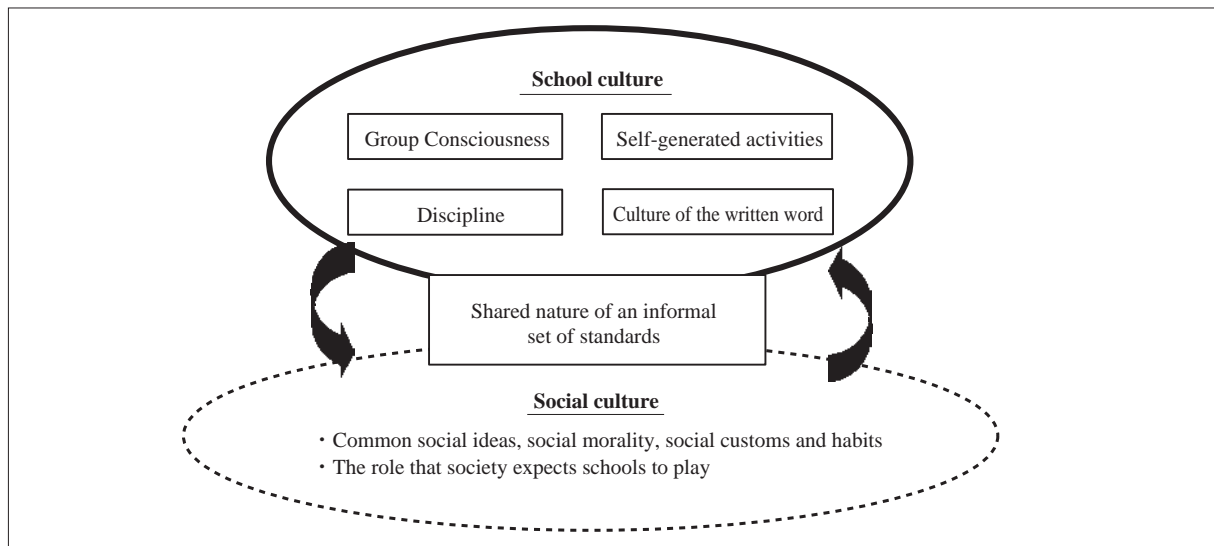 School culture
Group Consciousness
Self-generated activities
Discipline
Culture of the written word
Shared nature of an informal
set of standards
Social culture
・Common social ideas, social morality, social customs and habits
・The role that society expects schools to play